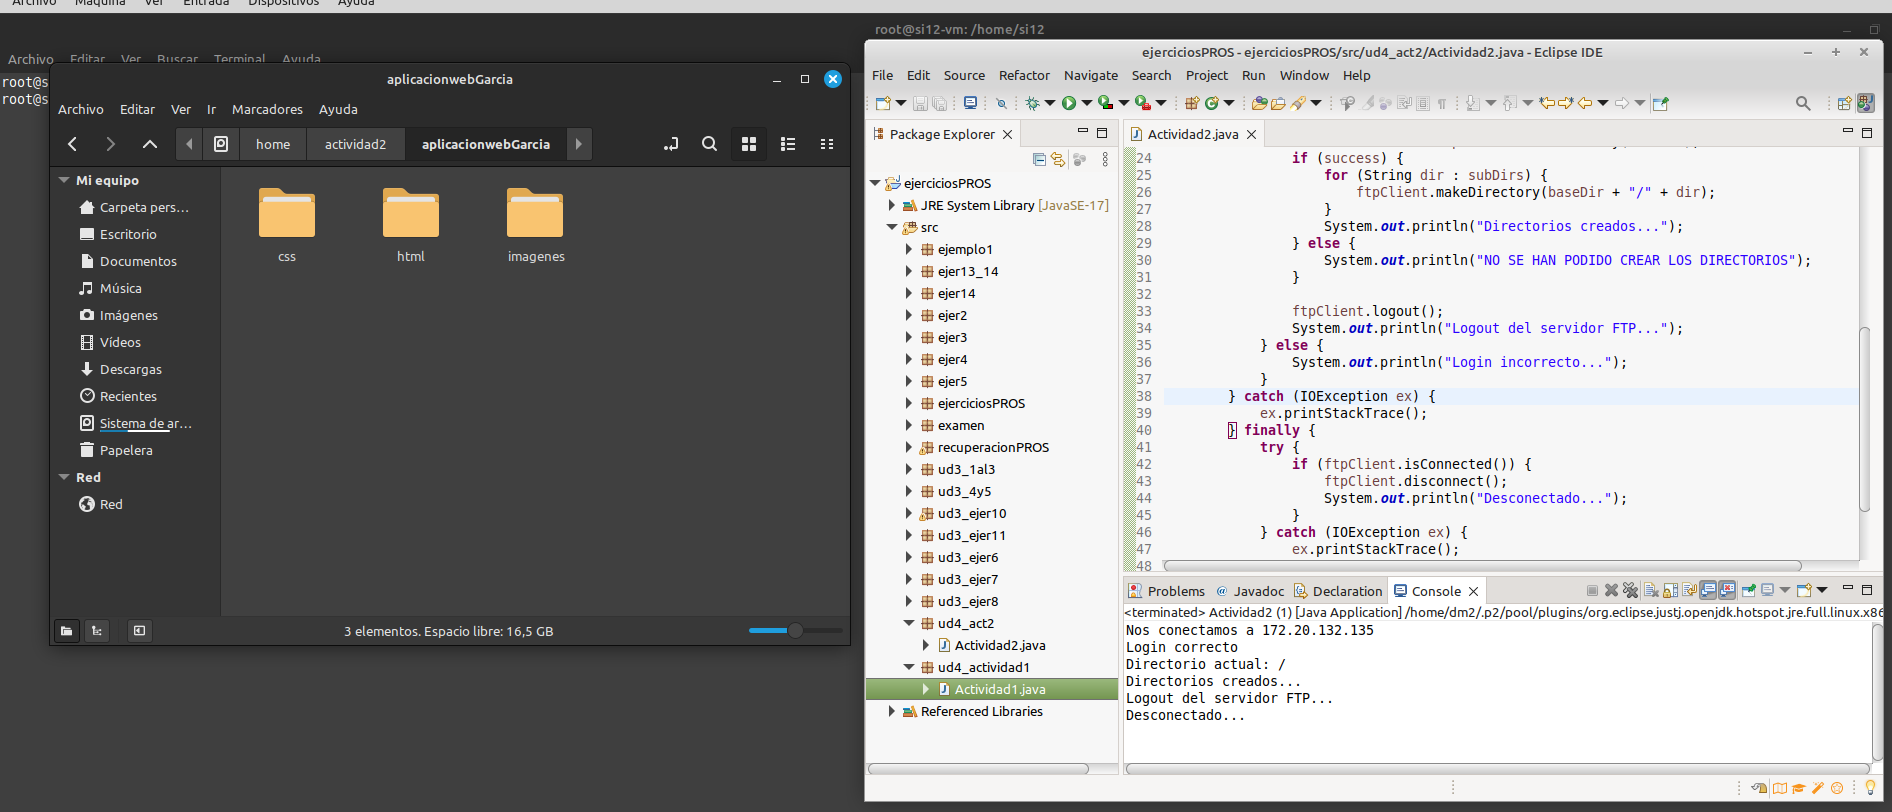 Archivo Máquina Ver Entrada Dispositivos Ayuda
root@si12-vm: /home/si12
Archivo Editar Ver Buscar Terminal Ayuda
root@s
root@s
aplicacionwebGarcia
Archivo Editar Ver Ir Marcadores Ayuda
home actividad2 aplicacionwebGarcia
Mi equipo
Carpeta pers...
Escritorio
Documentos
Música
Imágenes
Vídeos
Descargas
Recientes
Sistema de ar...
Papelera
Red
Red
css html imagenes
3 elementos. Espacio libre: 16,5 GB
ejerciciosPROS - ejerciciosPROS/src/ud4_act2/Actividad2.java - Eclipse IDE
File Edit Source Refactor Navigate Search Project Run Window Help
Package Explorer
ejerciciosPROS
JRE System Library [JavaSE-17]
src
ejemplo1
ejer13_14
ejer14
ejer2
ejer3
ejer4
ejer5
ejerciciosPROS
examen
recuperacionPROS
ud3_1al3
ud3_4y5
ud3_ejer10
ud3_ejer11
ud3_ejer6
ud3_ejer7
ud3_ejer8
ud4_act2
Actividad2.java
ud4_actividad1
Actividad1.java
Referenced Libraries
Actividad2.java
24 if (success) {
25 for (String dir : subDirs) {
26 ftpClient.makeDirectory(baseDir + "/" + dir);
27 }
28 System.out.println("Directorios creados...");
29 } else {
30 System.out.println("NO SE HAN PODIDO CREAR LOS DIRECTORIOS");
31 }
32
33 ftpClient.logout();
34 System.out.println("Logout del servidor FTP...");
35 } else {
36 System.out.println("Login incorrecto...");
37 }
38 } catch (IOException ex) {
39 ex.printStackTrace();
40 } finally {
41 try {
42 if (ftpClient.isConnected()) {
43 ftpClient.disconnect();
44 System.out.println("Desconectado...");
45 }
46 } catch (IOException ex) {
47 ex.printStackTrace();
48
Problems Javadoc Declaration Console
<terminated> Actividad2 (1) [Java Application] /home/dm2/.p2/pool/plugins/org.eclipse.justj.openjdk.hotspot.jre.full.linux.x86
Nos conectamos a 172.20.132.135
Login correcto
Directorio actual: /
Directorios creados...
Logout del servidor FTP...
Desconectado...